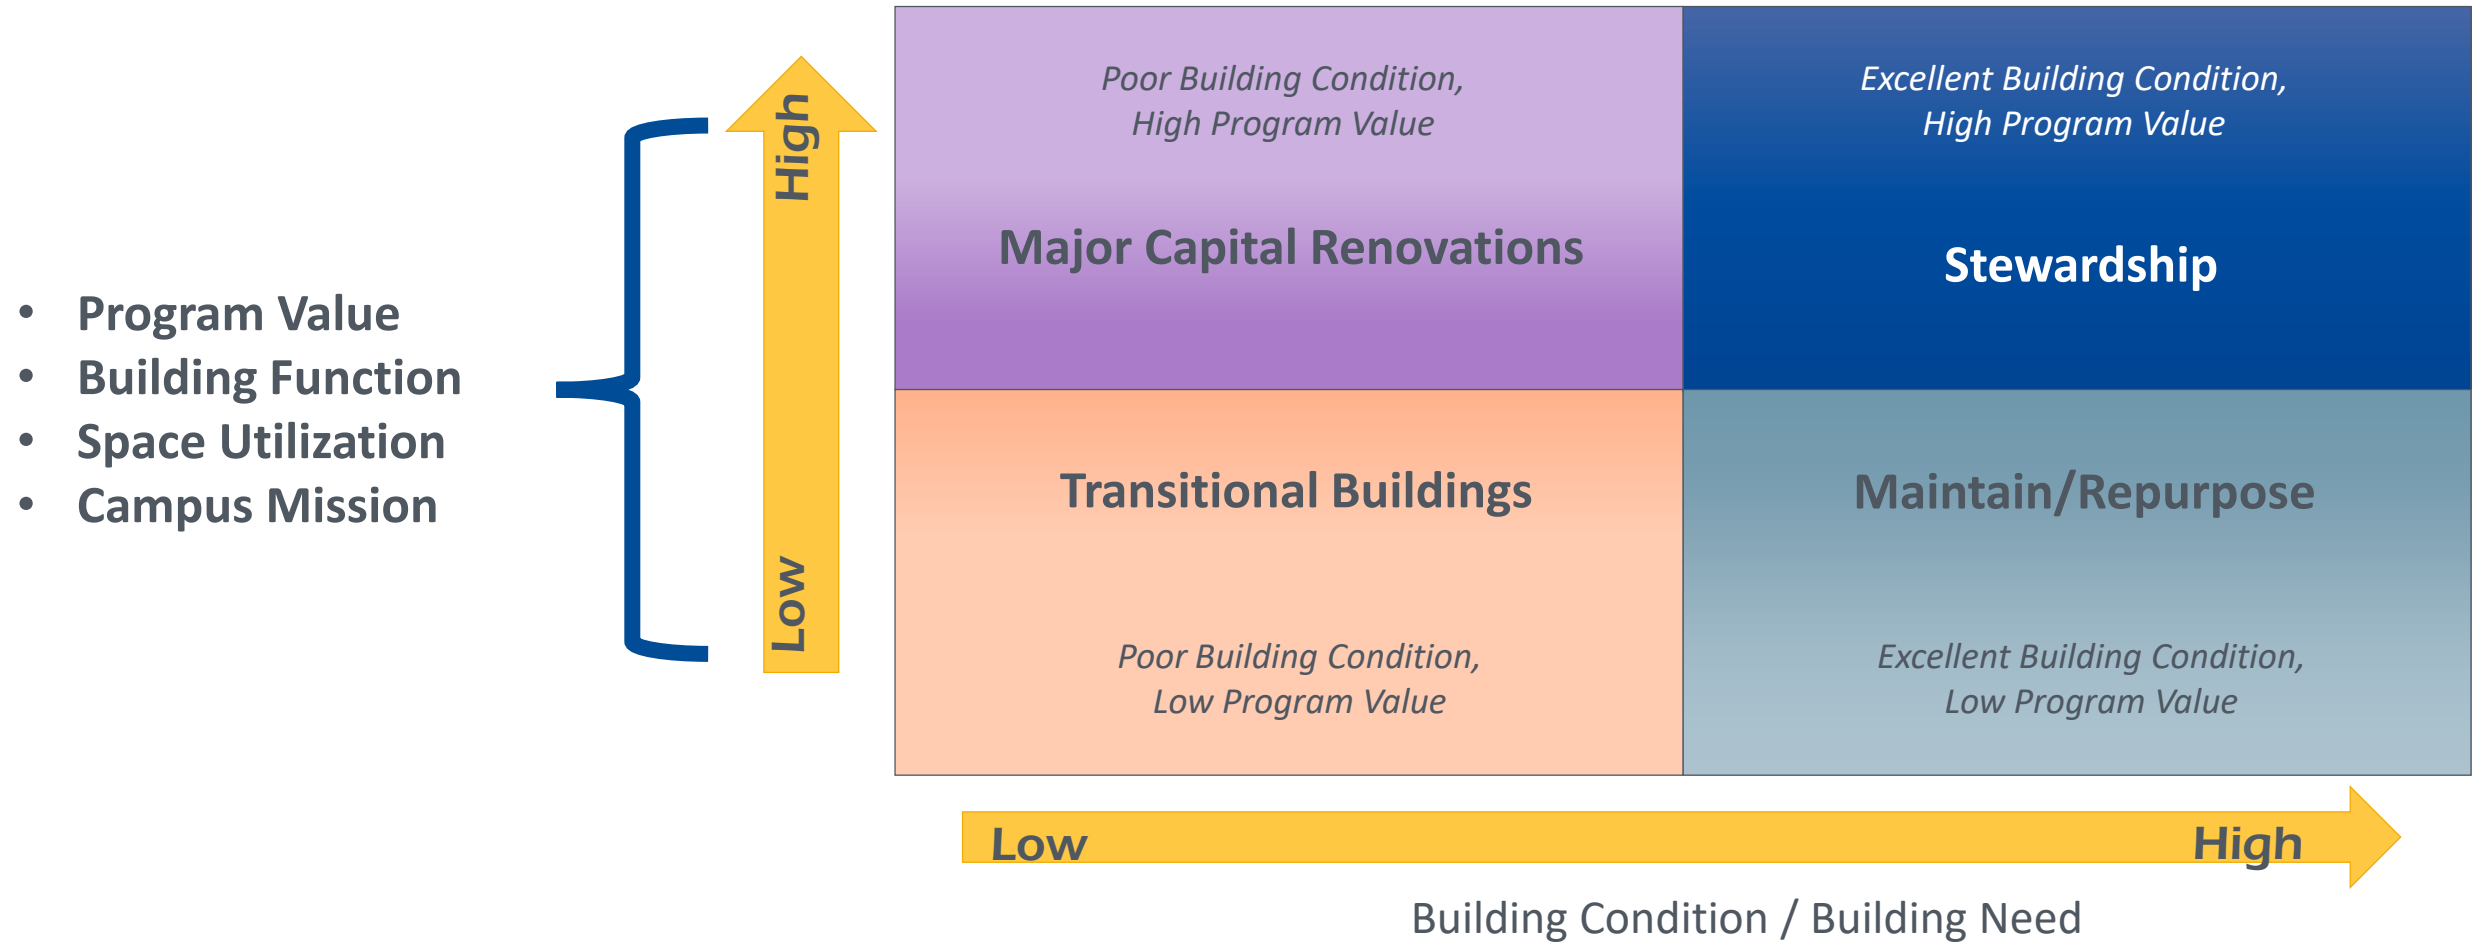 • Program Value
• Building Function
• Space Utilization
• Campus Mission
High
Low
Poor Building Condition,
High Program Value
Major Capital Renovations
Excellent Building Condition,
High Program Value
Stewardship
Transitional Buildings
Poor Building Condition,
Low Program Value
Maintain/Repurpose
Excellent Building Condition,
Low Program Value
Low
High
Building Condition / Building Need